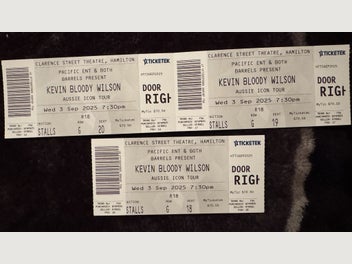 CLARENCE STREET THEATRE, HAMILTON
PACIFIC ENT & BOTH
BARRELS PRESENT
KEVIN BLOODY WILSON
AUSSIE ICON TOUR
Wed 3 Sep 2025 7:30pm
R18
STALLS G 20
TICKETEK
DOOR
RIGH
CLARENCE STREET THEATRE, HAMILTON
PACIFIC ENT & BOTH
BARRELS PRESENT
KEVIN BLOODY WILSON
AUSSIE ICON TOUR
Wed 3 Sep 2025 7:30pm
R18
STALLS G 19
TICKETEK
DOOR
RIGH
CLARENCE STREET THEATRE, HAMILTON
PACIFIC ENT & BOTH
BARRELS PRESENT
KEVIN BLOODY WILSON
AUSSIE ICON TOUR
Wed 3 Sep 2025 7:30pm
R18
STALLS G 18
TICKETEK
DOOR
RIGH